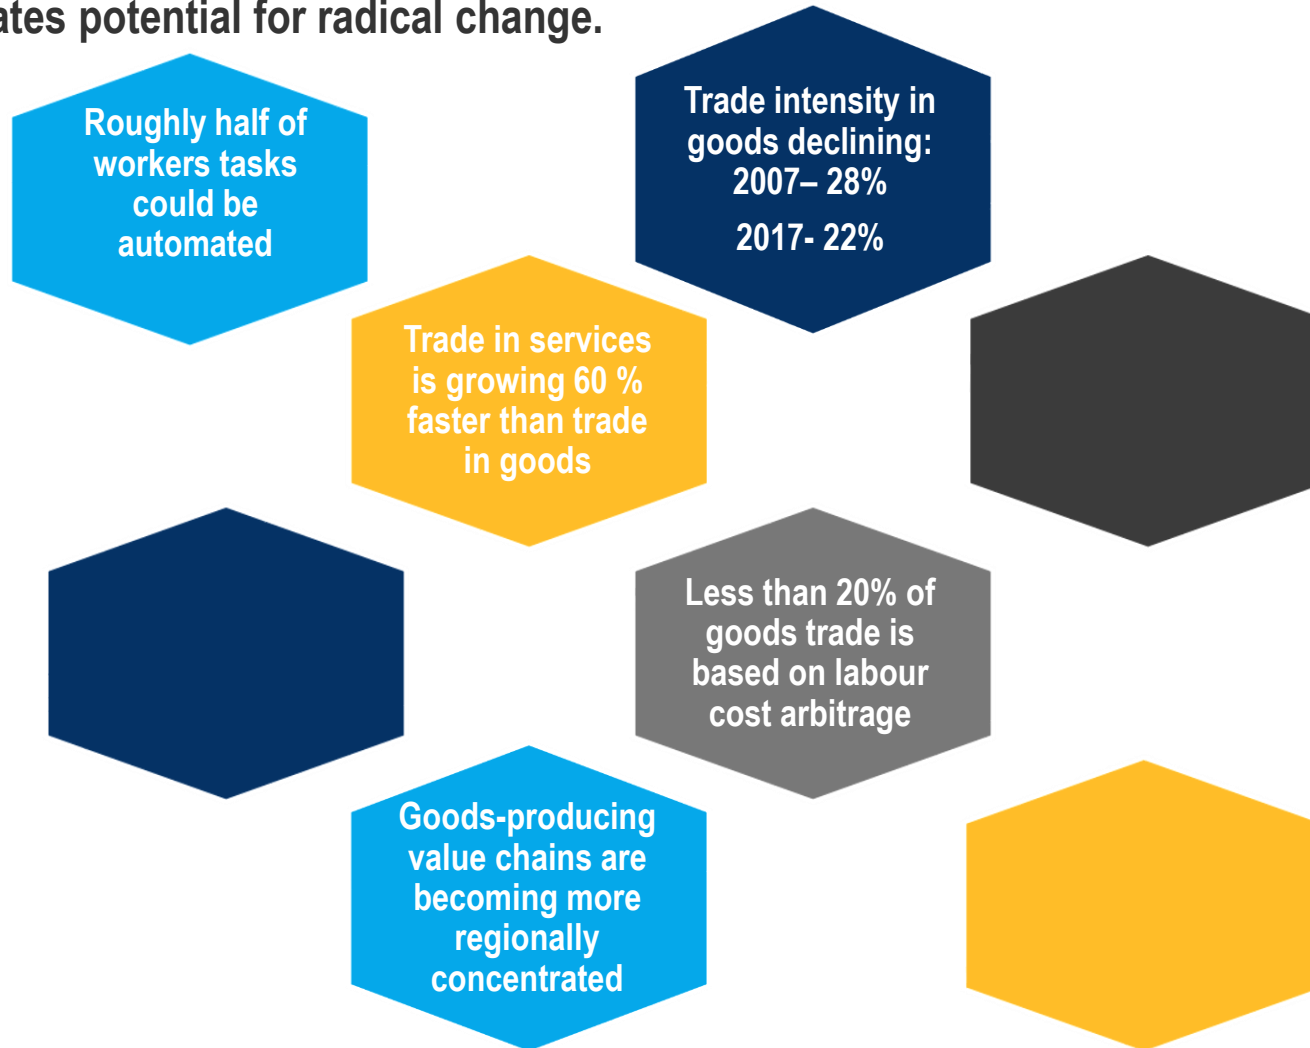 ates potential for radical change.
Roughly half of
workers tasks
could be
automated
Trade intensity in
goods declining:
2007– 28%
2017- 22%
Trade in services
is growing 60 %
faster than trade
in goods
Less than 20% of
goods trade is
based on labour
cost arbitrage
Goods-producing
value chains are
becoming more
regionally
concentrated